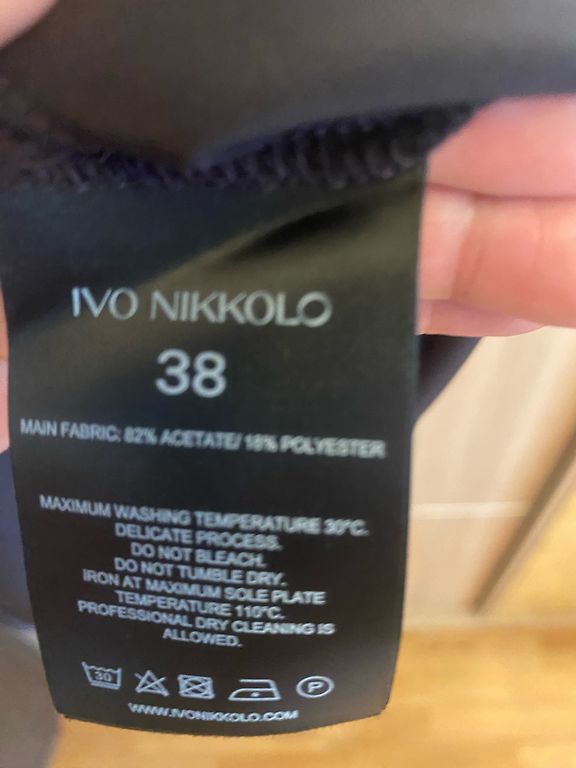 IVO NIKKOLO
38
MAIN FABRIC: 82% ACETATE/ 18% POLYESTER
MAXIMUM WASHING TEMPERATURE 30°C.
DELICATE PROCESS.
DO NOT BLEACH.
DO NOT TUMBLE DRY.
IRON AT MAXIMUM SOLE PLATE
TEMPERATURE 110°C.
PROFESSIONAL DRY CLEANING IS
ALLOWED.
30 P
WWW.IVONIKKOLO.COM